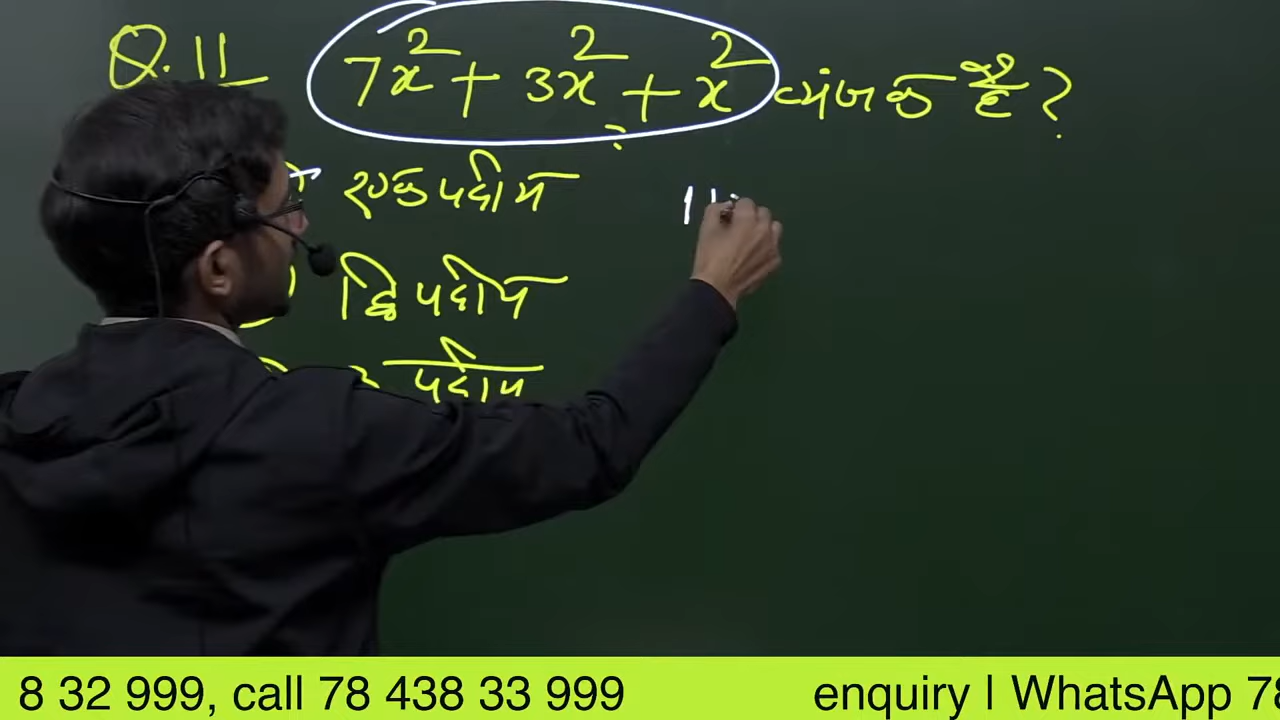 Q.11 7x² + 3x² + x² व्यंजक है?
एकपदीय
द्विपदीय
पदीय
11
8 32 999, call 78 438 33 999 enquiry | WhatsApp 78